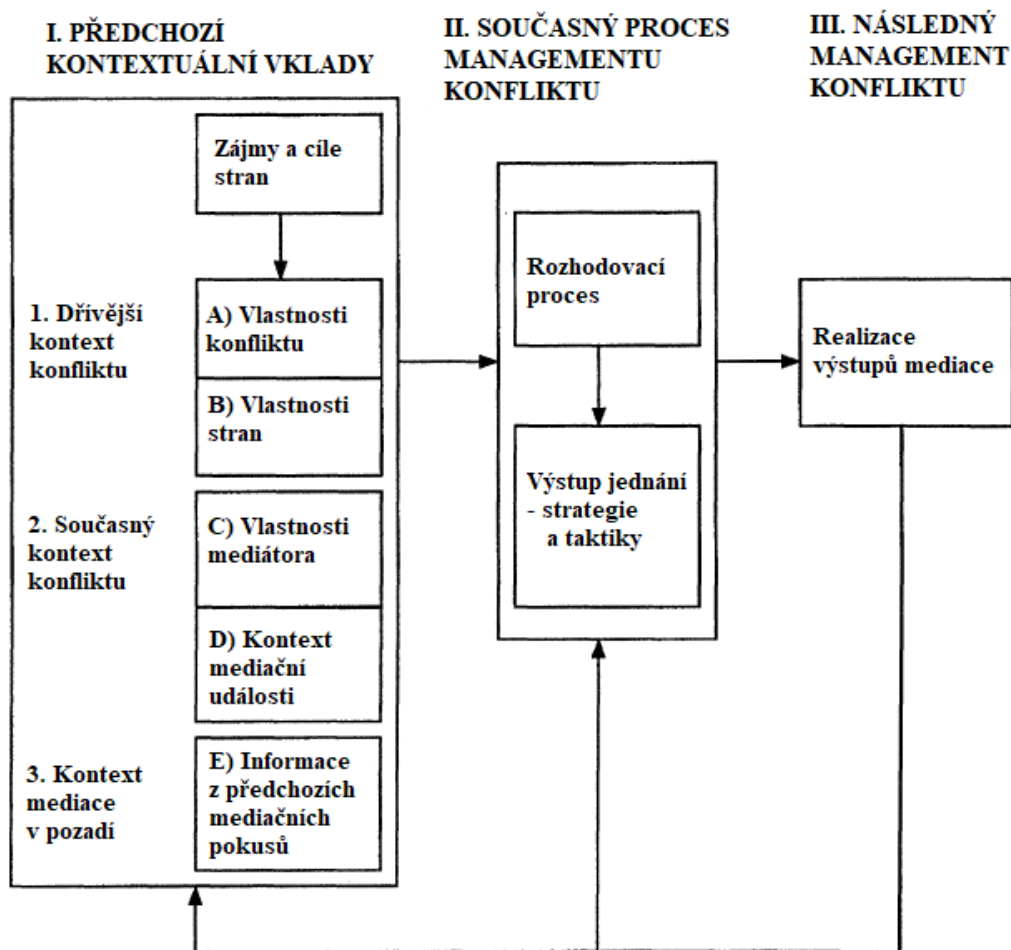 I. PŘEDCHOZÍ
KONTEXTUÁLNÍ VKLADY
Zájmy a cíle
stran
1. Dřívější
kontext
konfliktu
A) Vlastnosti
konfliktu
B) Vlastnosti
stran
2. Současný
kontext
konfliktu
C) Vlastnosti
mediátora
D) Kontext
mediační
události
3. Kontext
mediace
v pozadí
E) Informace
z předchozích
mediačních
pokusů
II. SOUČASNÝ PROCES
MANAGEMENTU
KONFLIKTU
Rozhodovací
proces
Výstup jednání
- strategie
a taktiky
III. NÁSLEDNÝ
MANAGEMENT
KONFLIKTU
Realizace
výstupů mediace